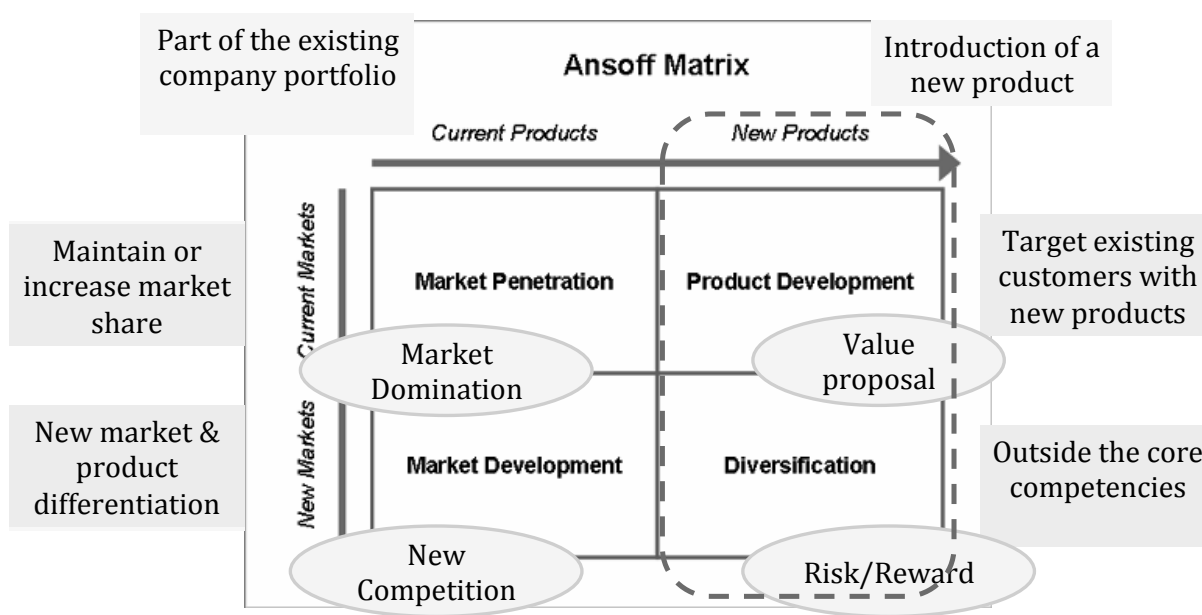 Part of the existing
company portfolio
Ansoff Matrix
Introduction of a
new product
Current Products
New Products
Current Markets
Maintain or
increase market
share
Market Penetration
Product Development
Target existing
customers with
new products
Market
Domination
Value
proposal
New Markets
New market &
product
differentiation
Market Development
Diversification
Outside the core
competencies
New
Competition
Risk/Reward